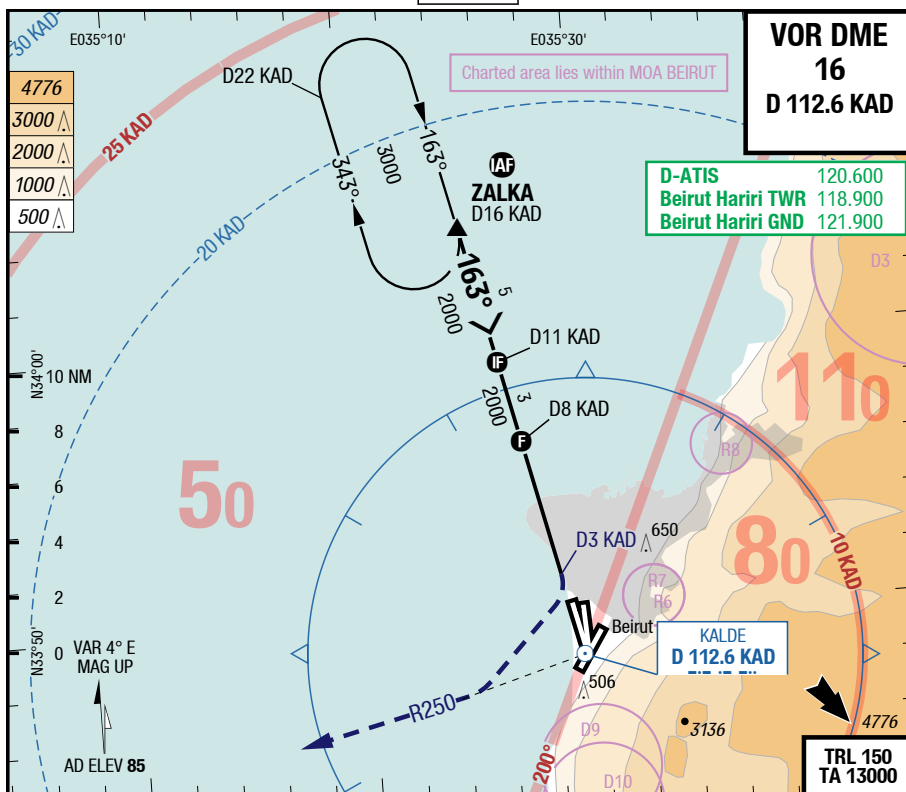 30 KAD
E035°10'
E035°30'
VOR DME
16
D 112.6 KAD
D22 KAD
Charted area lies within MOA BEIRUT
4776
3000
2000
1000
500
25 KAD
163°
3000
343°
IAF
ZALKA
D16 KAD
D-ATIS 120.600
Beirut Hariri TWR 118.900
Beirut Hariri GND 121.900
20 KAD
D3
163°
5
2000
D11 KAD
IF
N34°00'
10 NM
3
2000
D8 KAD
F
110
8
R8
6
50
4
D3 KAD
650
80
10 KAD
2
R7
R6
Beirut
N33°50'
0
VAR 4° E
MAG UP
KALDE
D 112.6 KAD
R250
506
D9
3136
4776
AD ELEV 85
200°
D10
TRL 150
TA 13000